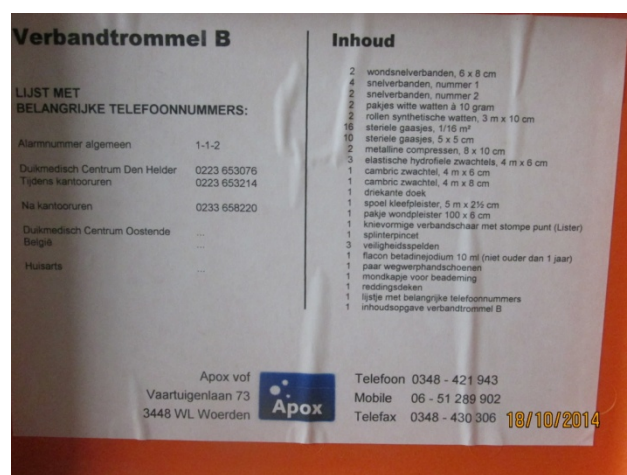 Verbandtrommel B
LIJST MET
BELANGRIJKE TELEFOONNUMMERS:
Alarmnummer algemeen 1-1-2
Duikmedisch Centrum Den Helder 0223 653076
Tijdens kantooruren 0223 653214
Na kantooruren 0233 658220
Duikmedisch Centrum Oostende ...
België ...
Huisarts ...
Inhoud
2 wondsnelverbanden, 6 x 8 cm
4 snelverbanden, nummer 1
2 snelverbanden, nummer 2
2 pakjes witte watten à 10 gram
2 rollen synthetische watten, 3 m x 10 cm
16 steriele gaasjes, 1/16 m²
10 steriele gaasjes, 5 x 5 cm
2 metalline compressen, 8 x 10 cm
3 elastische hydrofiele zwachtels, 4 m x 6 cm
1 cambric zwachtel, 4 m x 6 cm
1 cambric zwachtel, 4 m x 8 cm
1 driekante doek
1 spoel kleefpleister, 5 m x 2½ cm
1 pakje wondpleister 100 x 6 cm
1 knievormige verbandschaar met stompe punt (Lister)
1 splinterpincet
3 veiligheidsspelden
1 flacon betadinejodium 10 ml (niet ouder dan 1 jaar)
1 paar wegwerphandschoenen
1 mondkapje voor beademing
1 reddingsdeken
1 lijstje met belangrijke telefoonnummers
1 inhoudsopgave verbandtrommel B
Apox vof
Vaartuigenlaan 73
3448 WL Woerden
Apox
Telefoon 0348 - 421 943
Mobile 06 - 51 289 902
Telefax 0348 - 430 306
18/10/2014